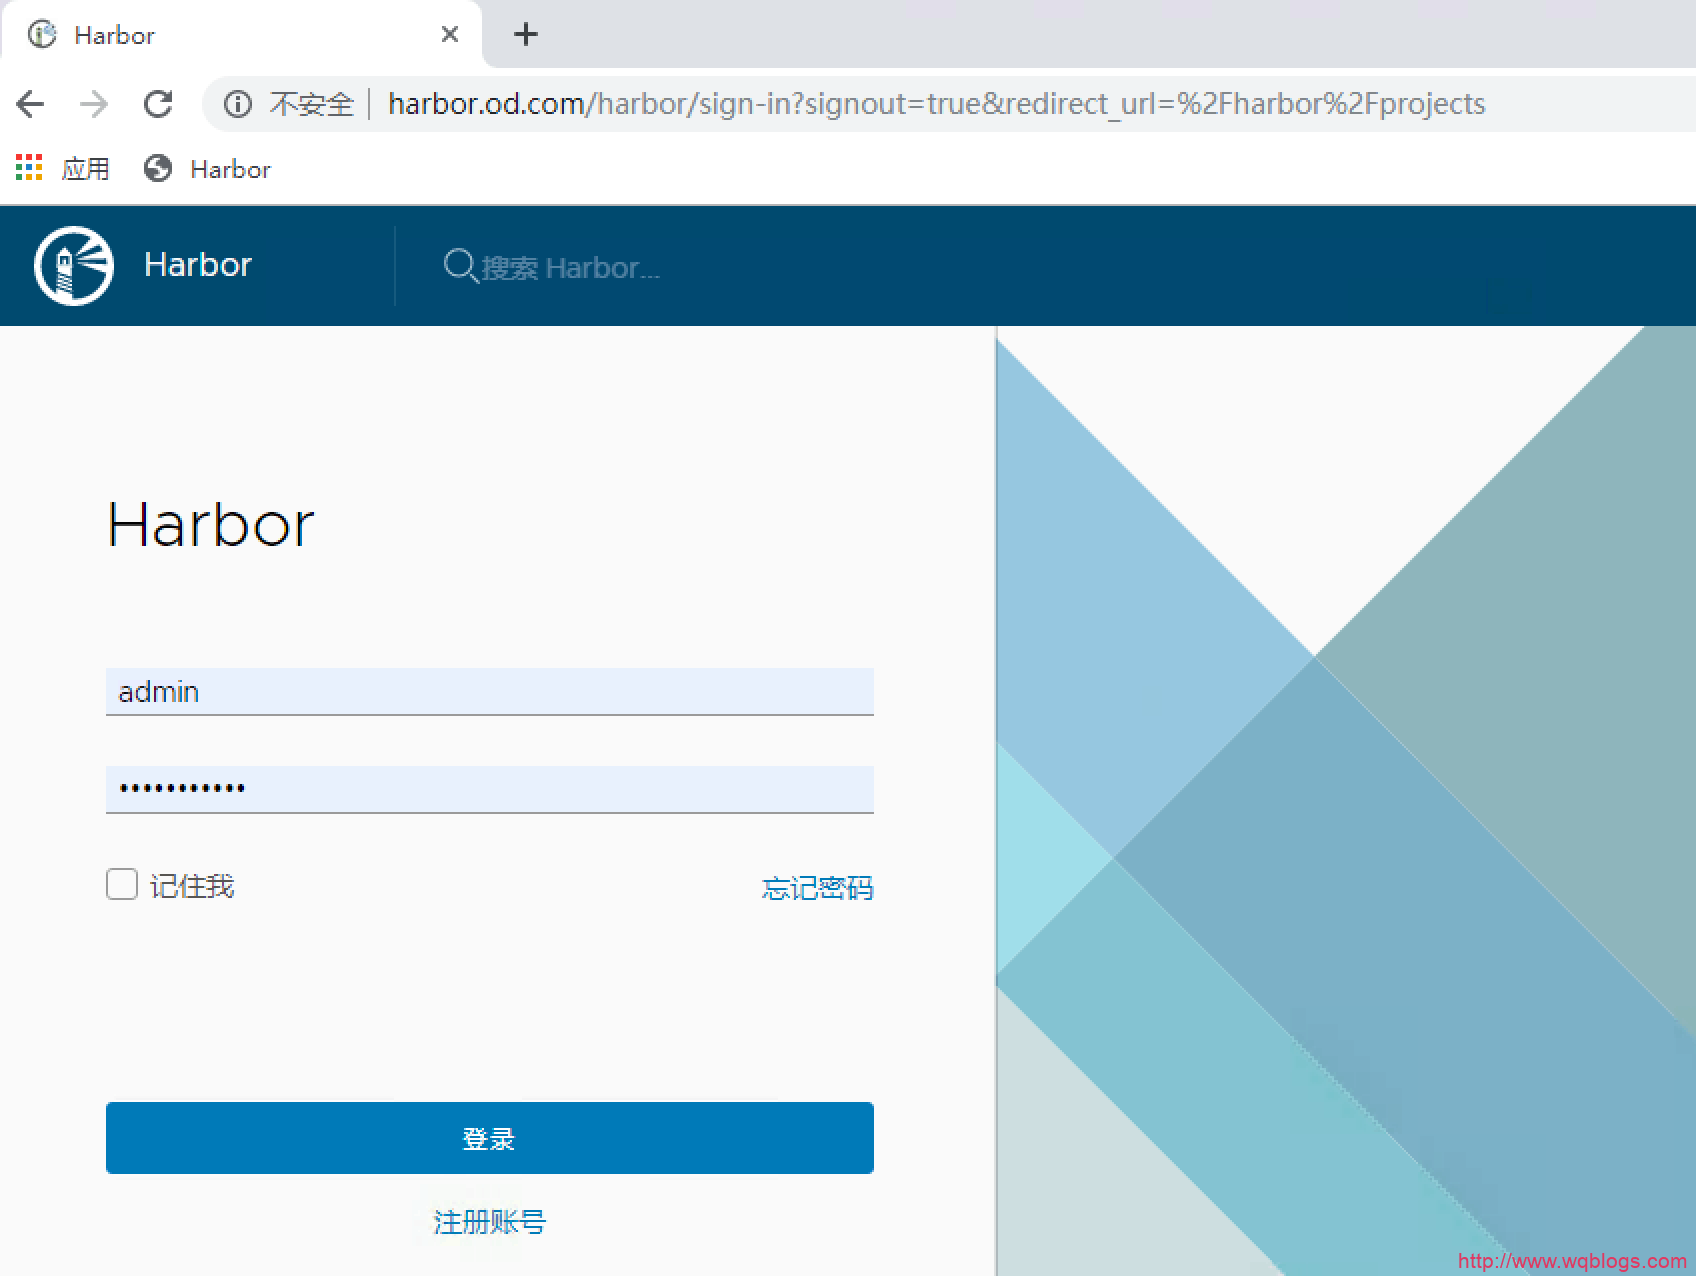 Harbor
不安全 | harbor.od.com/harbor/sign-in?signout=true&redirect_url=%2Fharbor%2Fprojects
应用 Harbor
Harbor 搜索 Harbor...
Harbor
admin
•••••••••••
记住我 忘记密码
登录
注册账号
http://www.wqblogs.com